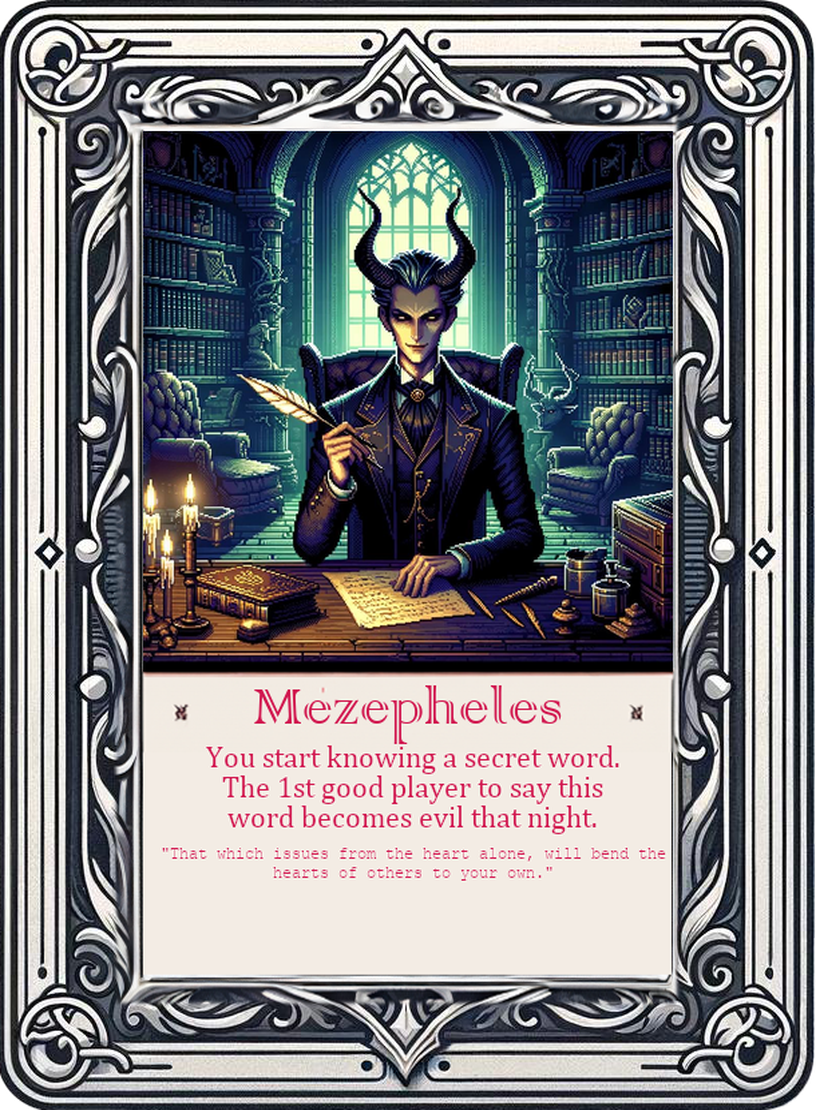 Mezepheles
You start knowing a secret word.
The 1st good player to say this
word becomes evil that night.
"That which issues from the heart alone, will bend the
hearts of others to your own."